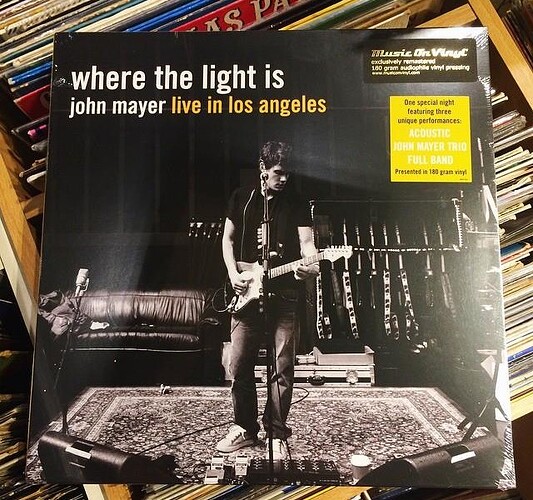 where the light is
john mayer live in los angeles
Music On Vinyl
exclusively remastered
180 gram audiophile vinyl pressing
www.musiconvinyl.com
One special night
featuring three
unique performances:
ACOUSTIC
JOHN MAYER TRIO
FULL BAND
Presented in 180 gram vinyl